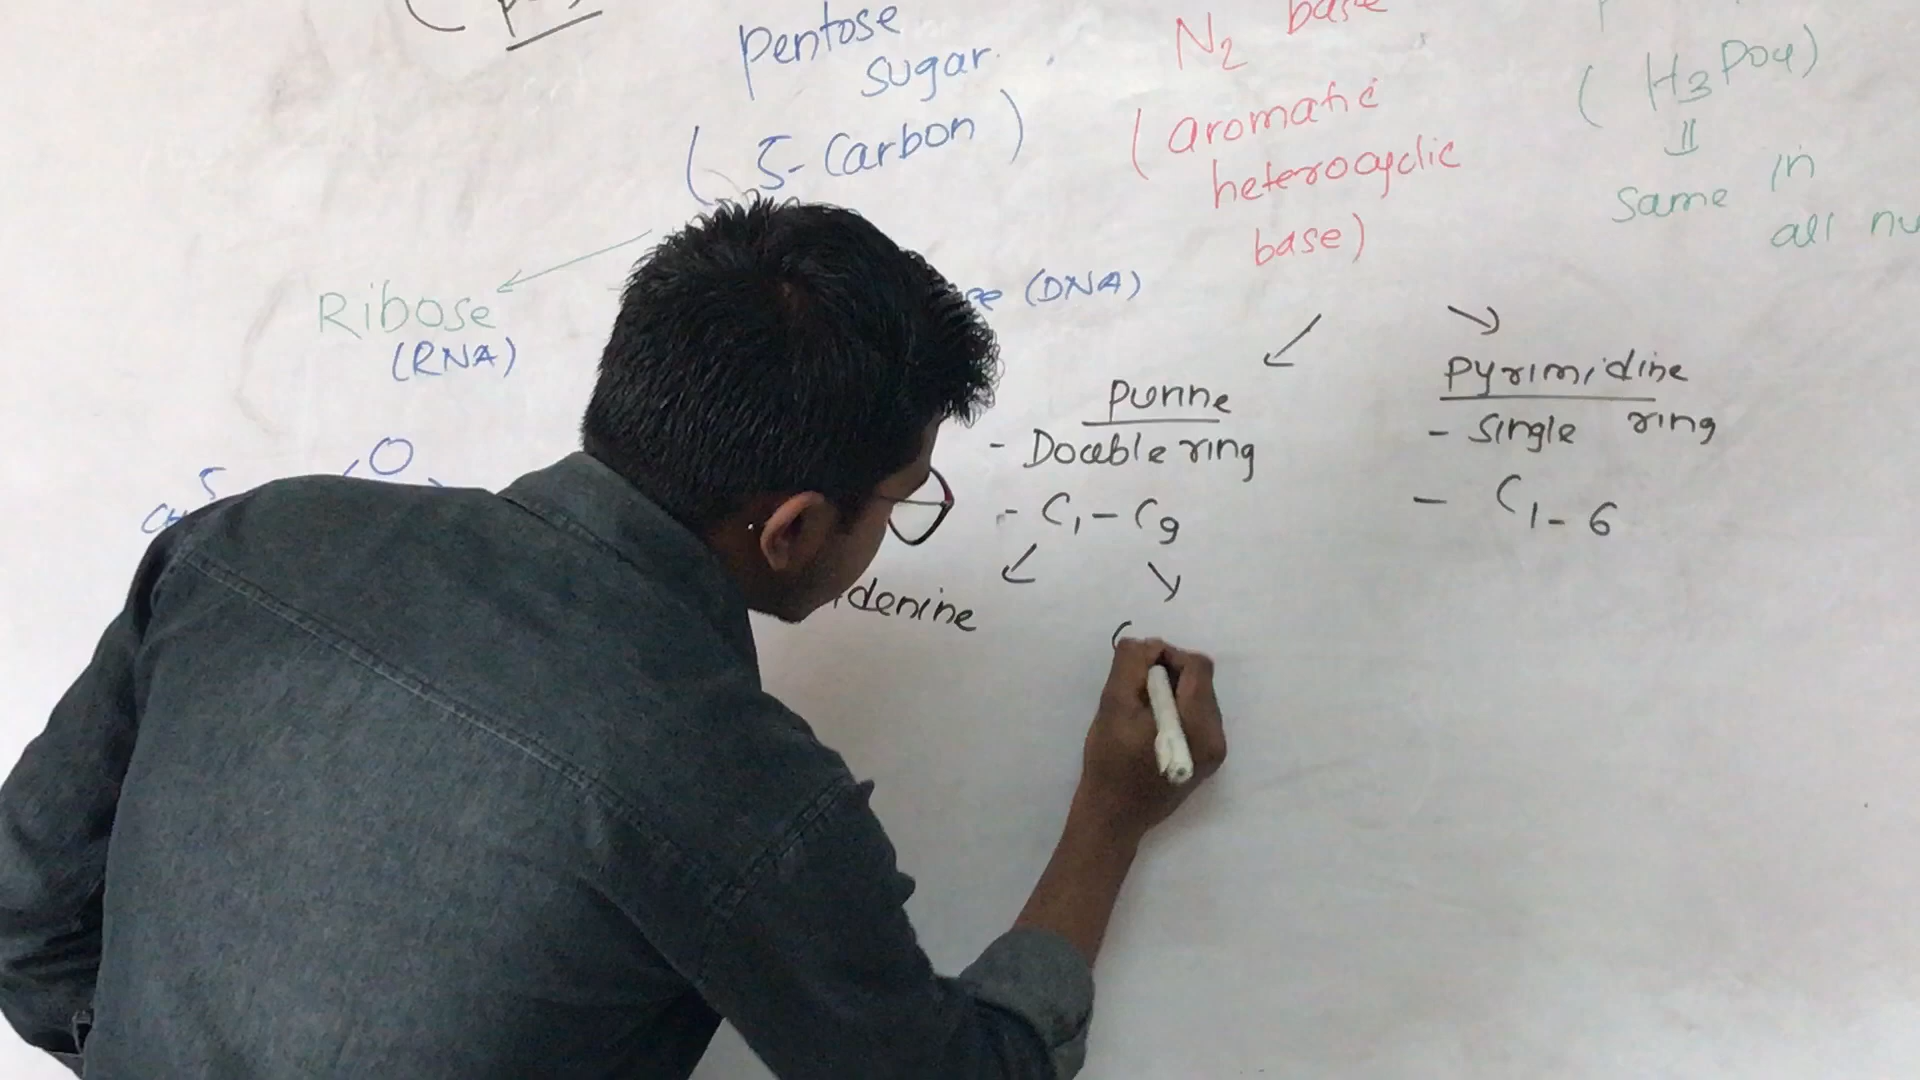 pentose
sugar
(5-Carbon)
N2 base
(aromatic
heterocyclic
base)
(H3PO4)
same in
all nu
Ribose
(RNA)
(DNA)
O
5
purine
- Double ring
- C1-C9
denine
pyrimidine
- single ring
- C1-6